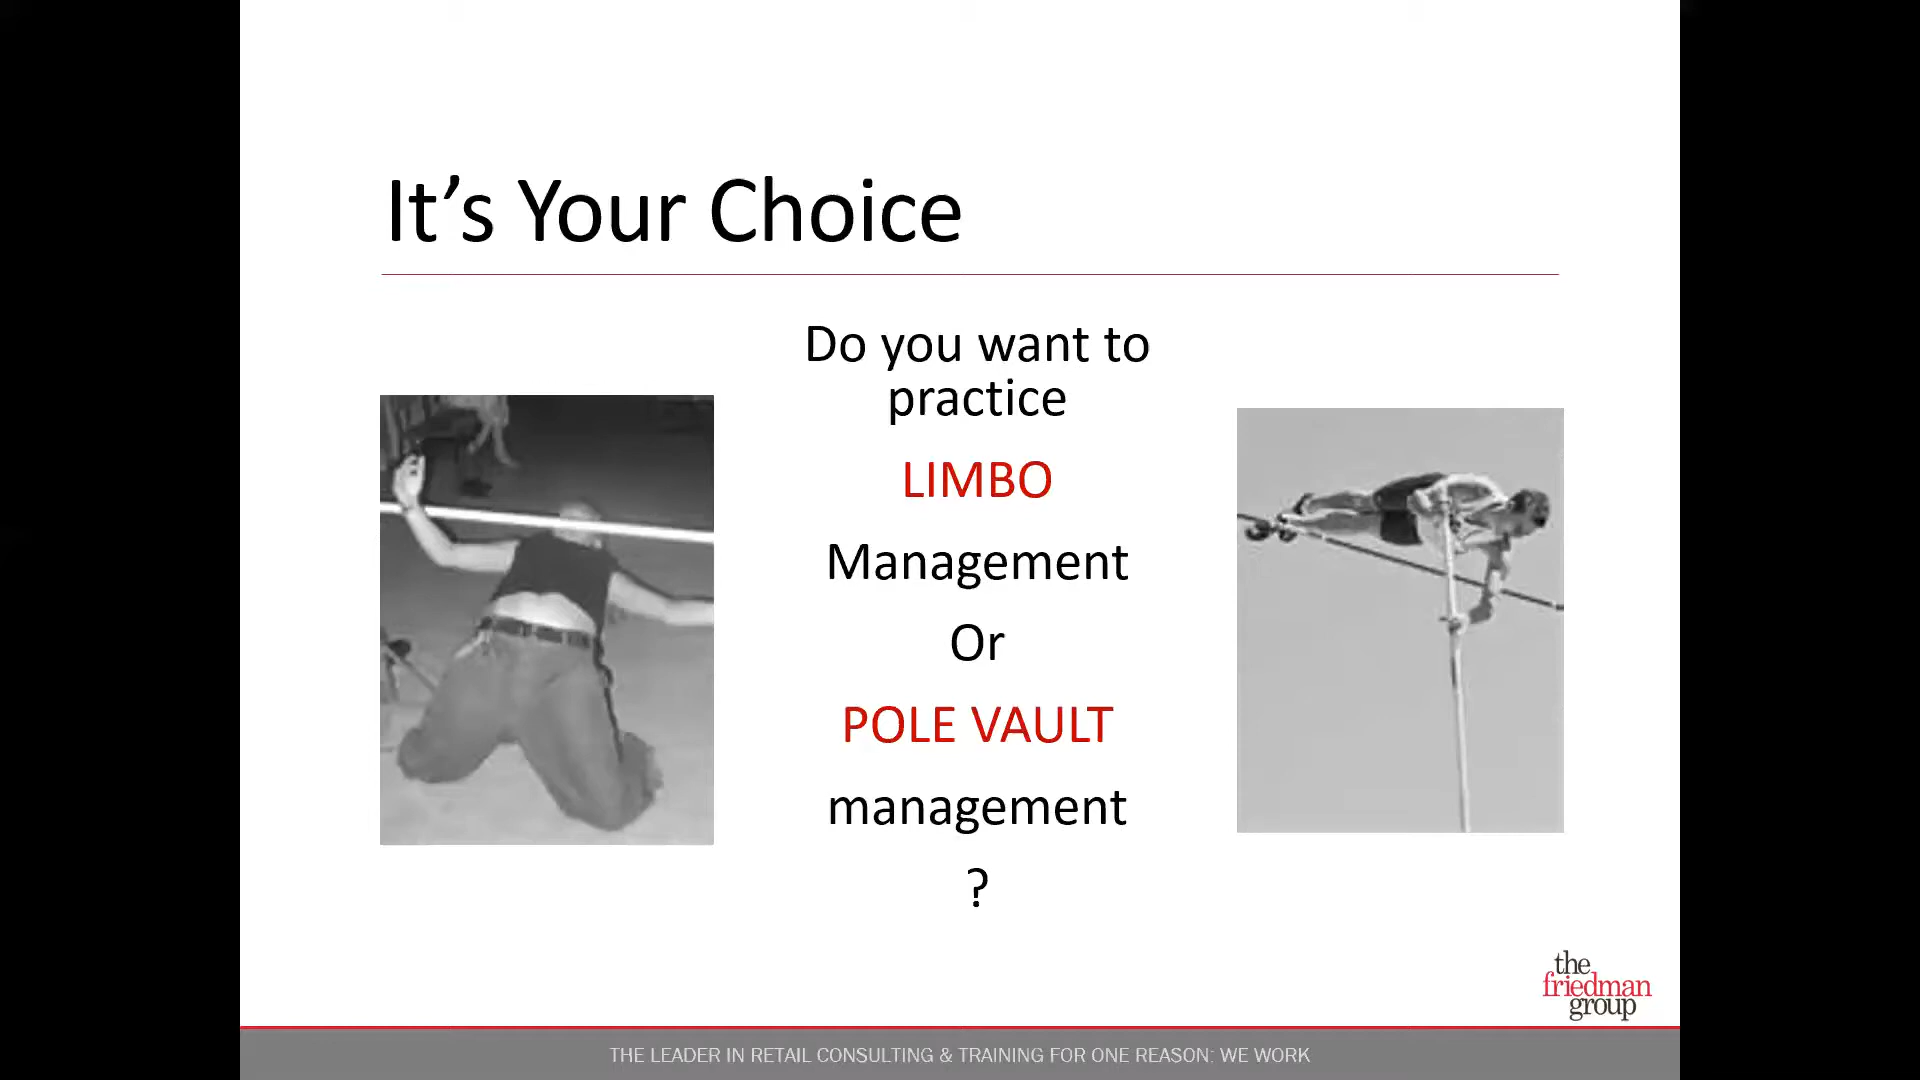 It’s Your Choice
Do you want to
practice
LIMBO
Management
Or
POLE VAULT
management
?
the
friedman
group
THE LEADER IN RETAIL CONSULTING & TRAINING FOR ONE REASON: WE WORK